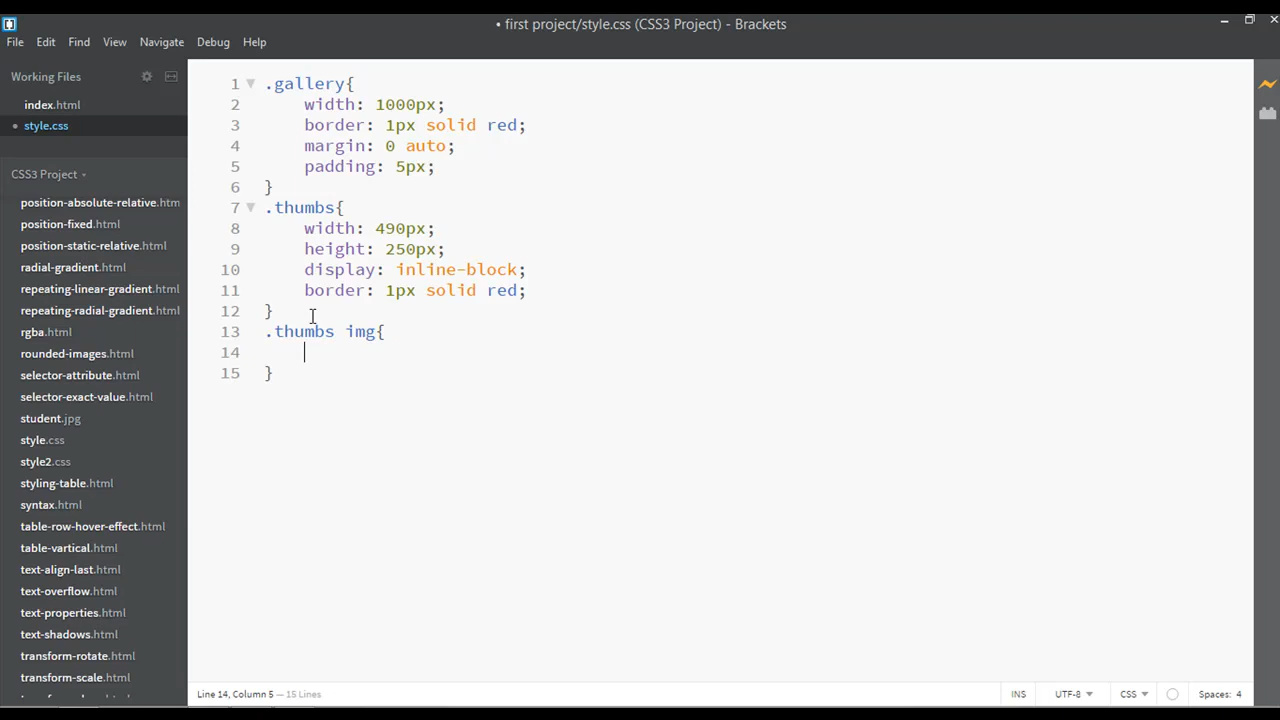 • first project/style.css (CSS3 Project) - Brackets
File Edit Find View Navigate Debug Help
Working Files
index.html
• style.css
CSS3 Project
position-absolute-relative.htm
position-fixed.html
position-static-relative.html
radial-gradient.html
repeating-linear-gradient.html
repeating-radial-gradient.html
rgba.html
rounded-images.html
selector-attribute.html
selector-exact-value.html
student.jpg
style.css
style2.css
styling-table.html
syntax.html
table-row-hover-effect.html
table-vartical.html
text-align-last.html
text-overflow.html
text-properties.html
text-shadows.html
transform-rotate.html
transform-scale.html
1 .gallery{
2 width: 1000px;
3 border: 1px solid red;
4 margin: 0 auto;
5 padding: 5px;
6 }
7 .thumbs{
8 width: 490px;
9 height: 250px;
10 display: inline-block;
11 border: 1px solid red;
12 }
13 .thumbs img{
14
15 }
Line 14, Column 5 — 15 Lines
INS UTF-8 CSS Spaces: 4